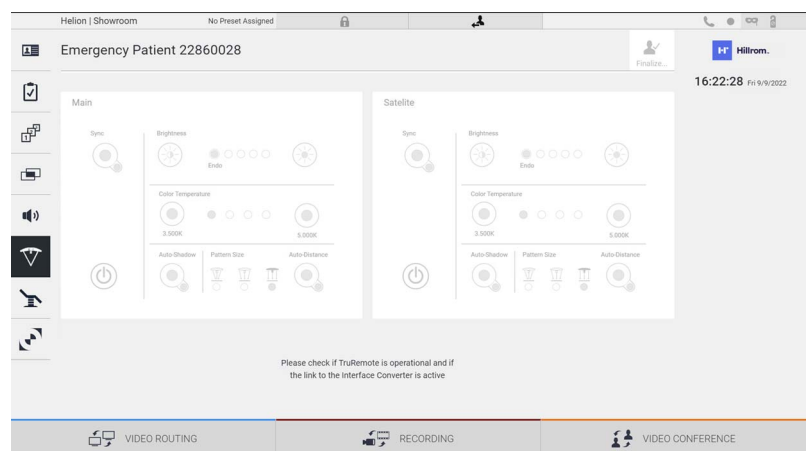 Helion | Showroom
No Preset Assigned
Emergency Patient 22860028
Finalize...
Hillrom.
16:22:28 Fri 9/9/2022
Main
Sync
Brightness
Endo
Color Temperature
3.500K
5.000K
Auto-Shadow
Pattern Size
Auto-Distance
Satelite
Sync
Brightness
Endo
Color Temperature
3.500K
5.000K
Auto-Shadow
Pattern Size
Auto-Distance
Please check if TruRemote is operational and if
the link to the Interface Converter is active
VIDEO ROUTING
RECORDING
VIDEO CONFERENCE